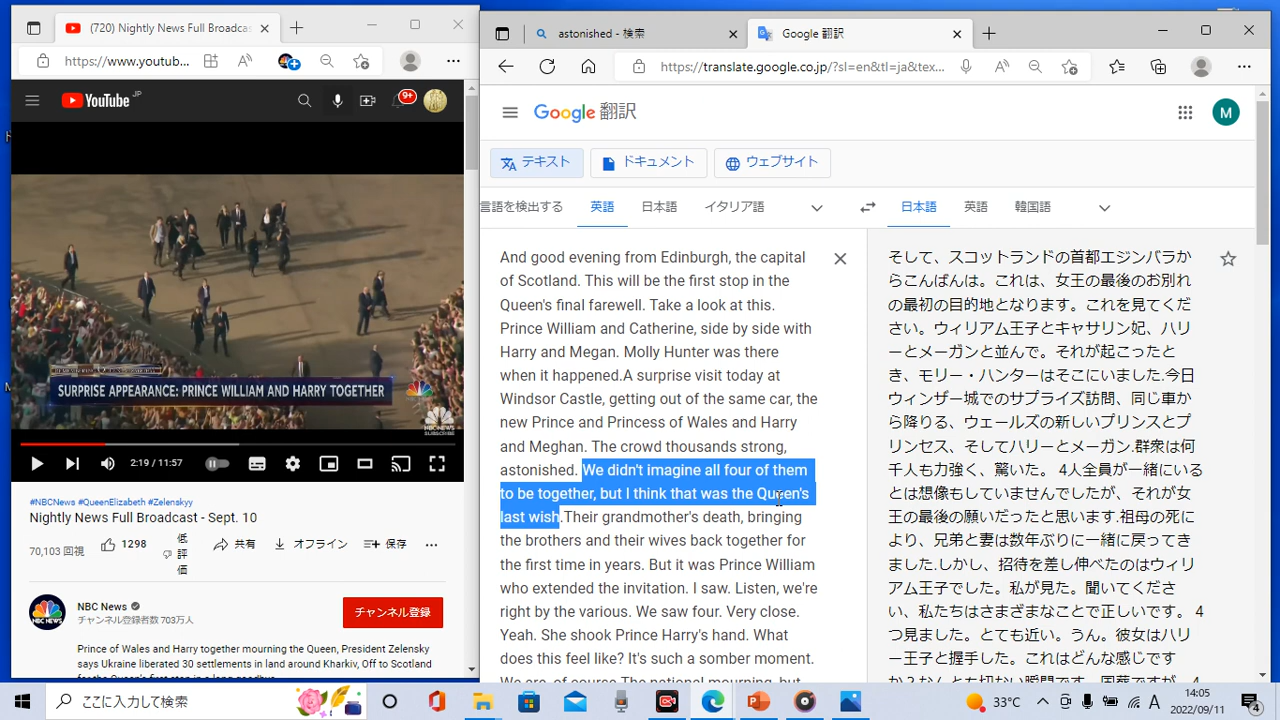 (720) Nightly News Full Broadcas
https://www.youtub...
YouTube JP
9+
SURPRISE APPEARANCE: PRINCE WILLIAM AND HARRY TOGETHER
NBC NEWS
SUBSCRIBE
2:19 / 11:57
#NBCNews #QueenElizabeth #Zelenskyy
Nightly News Full Broadcast - Sept. 10
70,103 回視
1298
低評価
共有
オフライン
保存
NBC News
チャンネル登録者数 703万人
チャンネル登録
Prince of Wales and Harry together mourning the Queen, President Zelensky
says Ukraine liberated 30 settlements in land around Kharkiv, Off to Scotland
astonished - 検索
Google 翻訳
https://translate.google.co.jp/?sl=en&tl=ja&tex...
Google 翻訳
M
テキスト
ドキュメント
ウェブサイト
言語を検出する
英語
日本語
イタリア語
日本語
英語
韓国語
And good evening from Edinburgh, the capital
of Scotland. This will be the first stop in the
Queen's final farewell. Take a look at this.
Prince William and Catherine, side by side with
Harry and Megan. Molly Hunter was there
when it happened.A surprise visit today at
Windsor Castle, getting out of the same car, the
new Prince and Princess of Wales and Harry
and Meghan. The crowd thousands strong,
astonished. We didn't imagine all four of them
to be together, but I think that was the Queen's
last wish.Their grandmother's death, bringing
the brothers and their wives back together for
the first time in years. But it was Prince William
who extended the invitation. I saw. Listen, we're
right by the various. We saw four. Very close.
Yeah. She shook Prince Harry's hand. What
does this feel like? It's such a somber moment.
We are, of course. The national mourning, but
そして、スコットランドの首都エジンバラか
らこんばんは。これは、女王の最後のお別れ
の最初の目的地となります。これを見てくだ
さい。ウィリアム王子とキャサリン妃、ハリ
ーとメーガンと並んで。それが起こったと
き、モリー・ハンターはそこにいました.今日
ウィンザー城でのサプライズ訪問、同じ車か
ら降りる、ウェールズの新しいプリンスとプ
リンセス、そしてハリーとメーガン.群衆は何
千人も力強く、驚いた。 4人全員が一緒にいる
とは想像もしていませんでしたが、それが女
王の最後の願いだったと思います.祖母の死に
より、兄弟と妻は数年ぶりに一緒に戻ってき
ました.しかし、招待を差し伸べたのはウィリ
アム王子でした。私が見た。聞いてくださ
い、私たちはさまざまなことで正しいです。 4
つ見ました。とても近い。うん。彼女はハリ
ー王子と握手した。これはどんな感じです
ここに入力して検索
33°C
A
14:05
2022/09/11
4